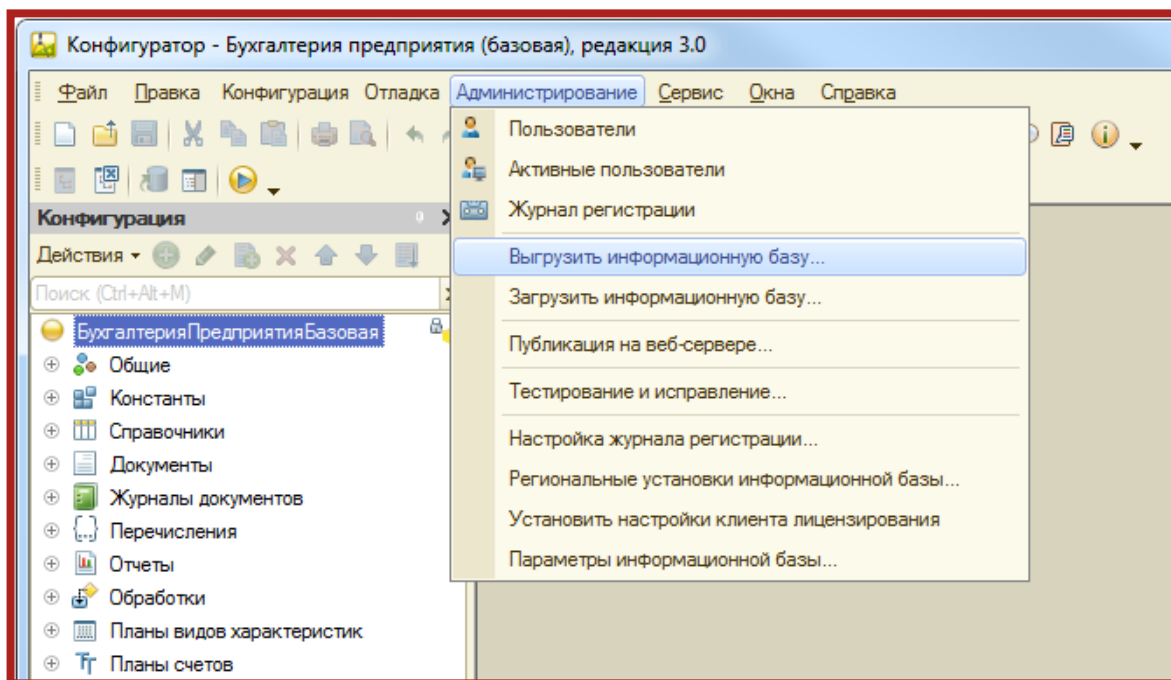 Конфигуратор - Бухгалтерия предприятия (базовая), редакция 3.0
Файл Правка Конфигурация Отладка Администрирование Сервис Окна Справка
Пользователи
Активные пользователи
Журнал регистрации
Выгрузить информационную базу...
Загрузить информационную базу...
Публикация на веб-сервере...
Тестирование и исправление...
Настройка журнала регистрации...
Региональные установки информационной базы...
Установить настройки клиента лицензирования
Параметры информационной базы...
Конфигурация
Действия
Поиск (Ctrl+Alt+M)
БухгалтерияПредприятияБазовая
Общие
Константы
Справочники
Документы
Журналы документов
Перечисления
Отчеты
Обработки
Планы видов характеристик
Планы счетов